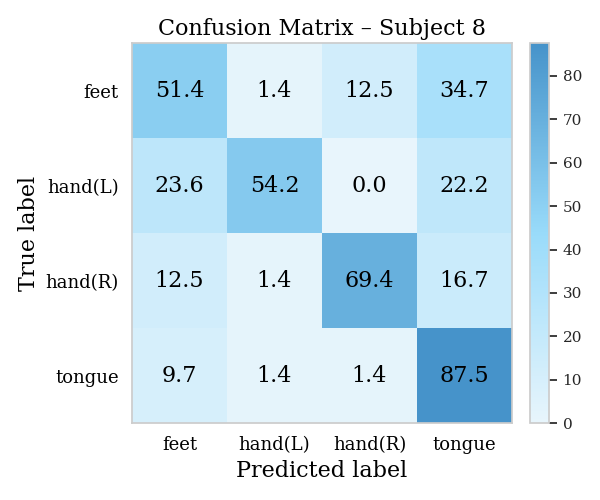 Confusion Matrix – Subject 8
feet 51.4 1.4 12.5 34.7
hand(L) 23.6 54.2 0.0 22.2
hand(R) 12.5 1.4 69.4 16.7
tongue 9.7 1.4 1.4 87.5
feet hand(L) hand(R) tongue
Predicted label
True label
80
70
60
50
40
30
20
10
0